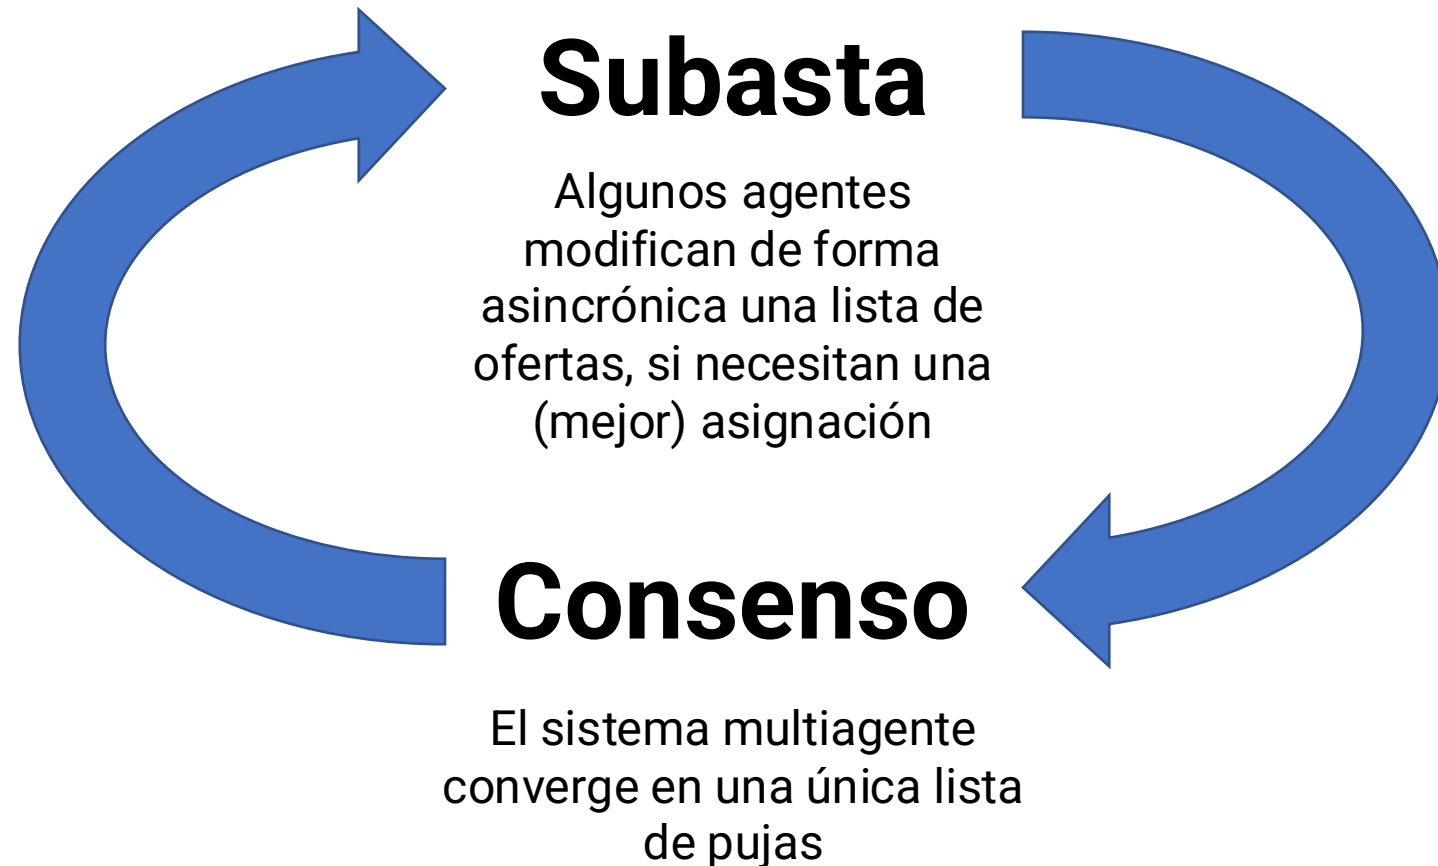 Subasta
Algunos agentes
modifican de forma
asincrónica una lista de
ofertas, si necesitan una
(mejor) asignación
Consenso
El sistema multiagente
converge en una única lista
de pujas